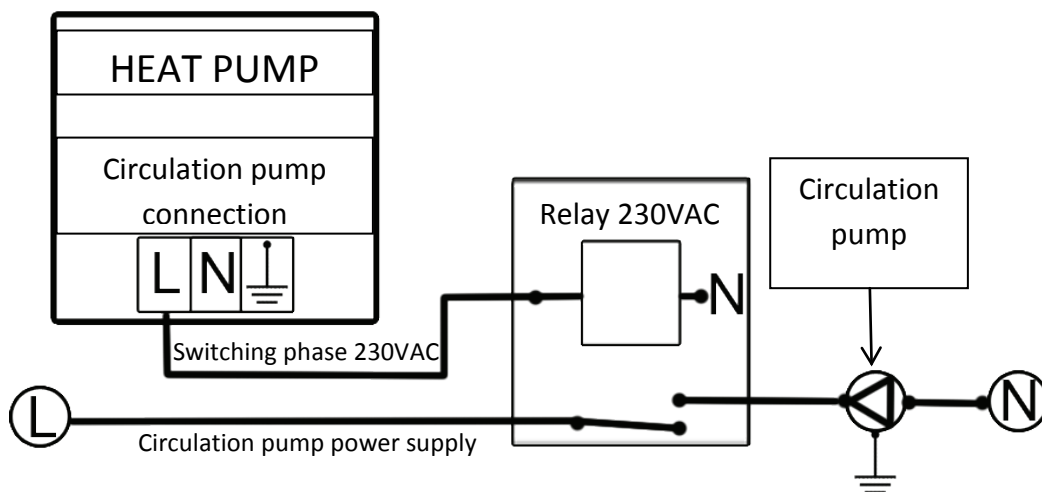 HEAT PUMP
Circulation pump
connection
L N
Switching phase 230VAC
Relay 230VAC
N
Circulation
pump
L
Circulation pump power supply
N